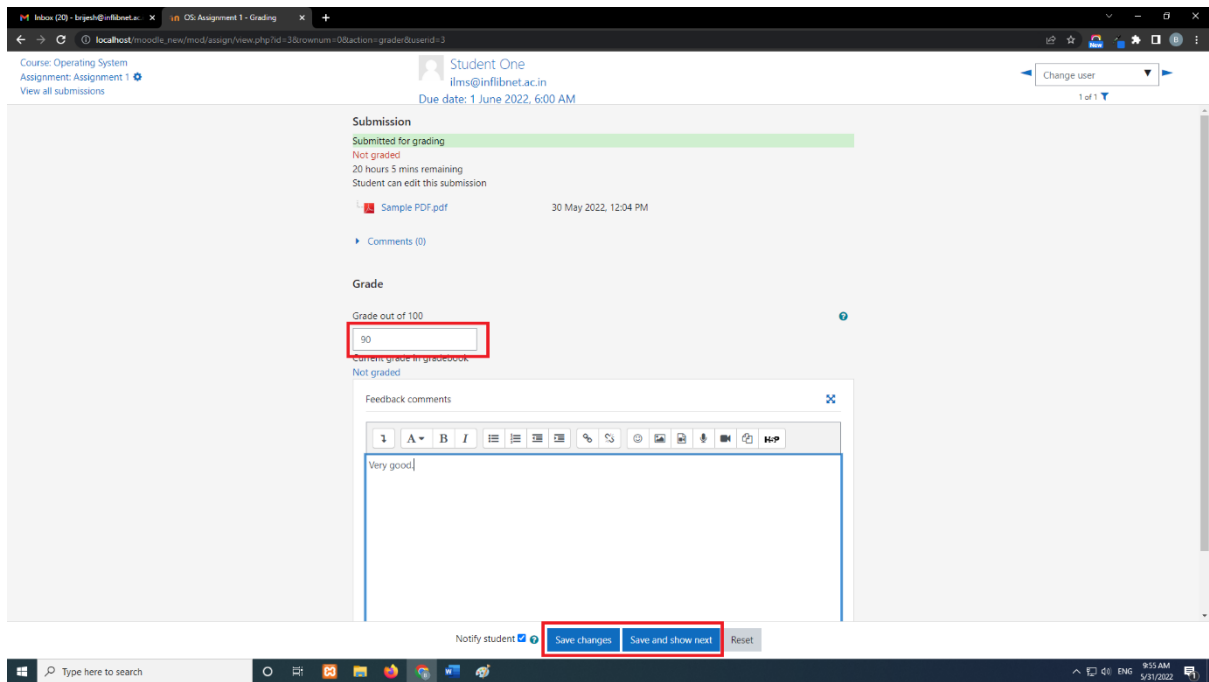 Inbox (20) - brijesh@inflibnet.ac. X
OS: Assignment 1 - Grading X +
localhost/moodle_new/mod/assign/view.php?id=3&rownum=0&action=grader&userid=3
New
B
Course: Operating System
Assignment: Assignment 1
View all submissions
Student One
ilms@inflibnet.ac.in
Due date: 1 June 2022, 6:00 AM
Change user
1 of 1
Submission
Submitted for grading
Not graded
20 hours 5 mins remaining
Student can edit this submission
Sample PDF.pdf 30 May 2022, 12:04 PM
Comments (0)
Grade
Grade out of 100
90
Current grade in gradebook
Not graded
Feedback comments
A B I H-P
Very good.
Notify student Save changes Save and show next Reset
Type here to search
ENG
9:55 AM
5/31/2022